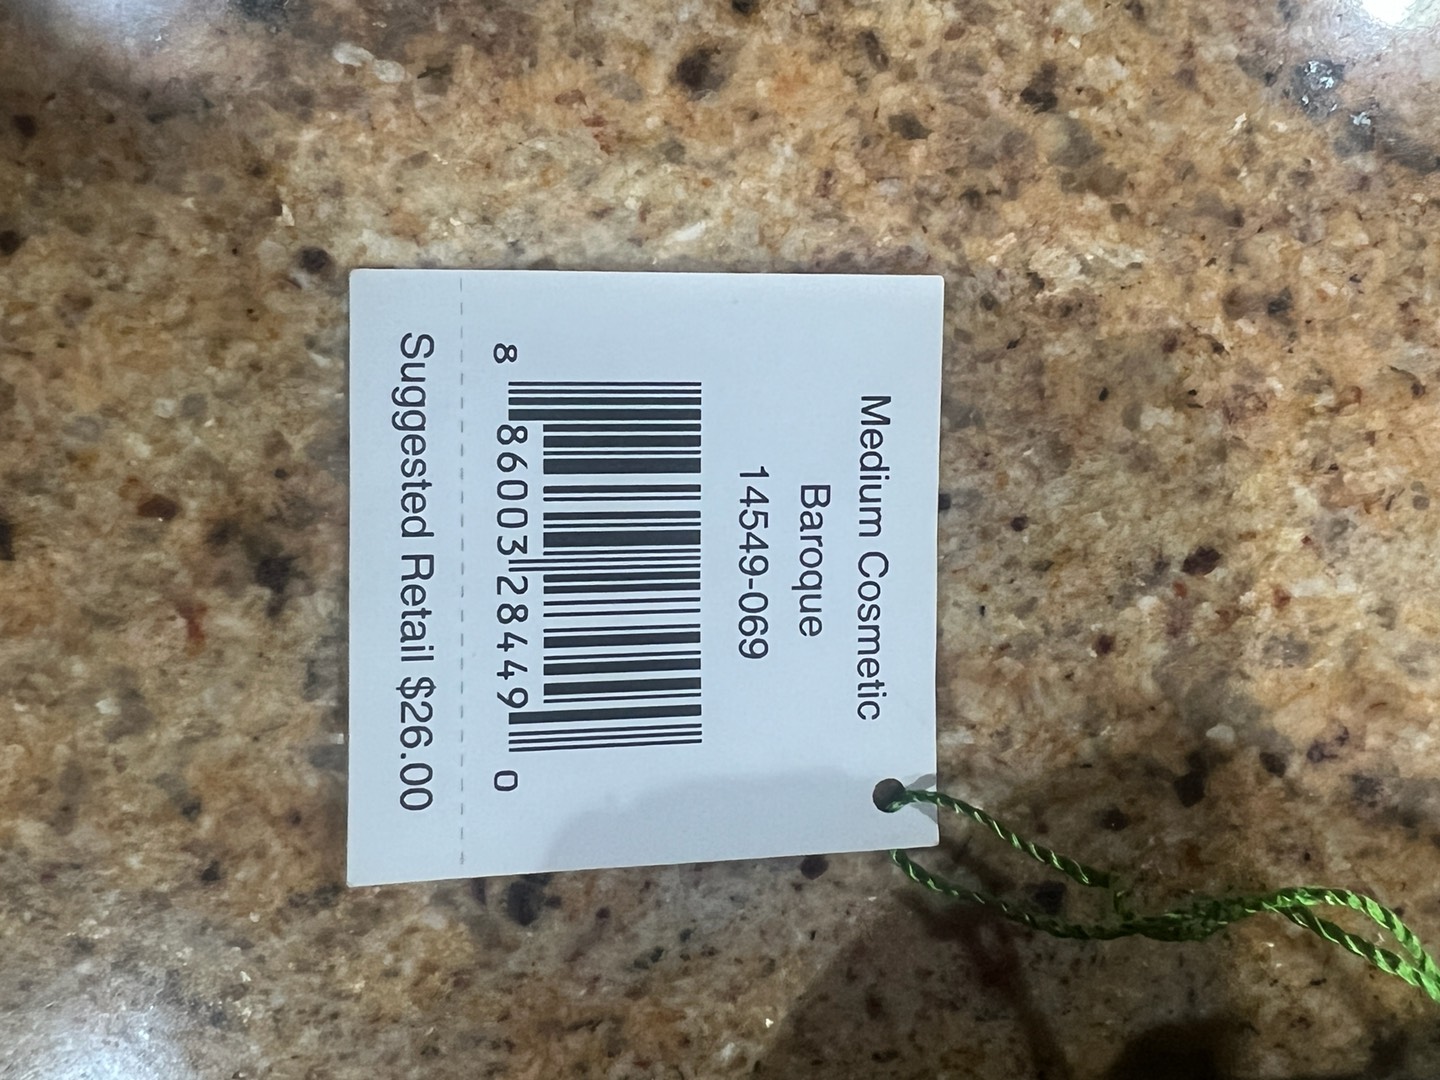 Medium Cosmetic
Baroque
14549-069
8 86003 28449 0
Suggested Retail $26.00